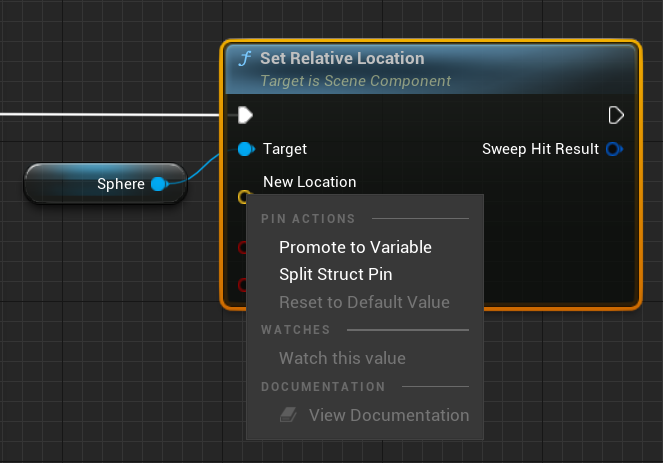 f Set Relative Location
Target is Scene Component
Target
Sweep Hit Result
Sphere
New Location
PIN ACTIONS
Promote to Variable
Split Struct Pin
Reset to Default Value
WATCHES
Watch this value
DOCUMENTATION
View Documentation